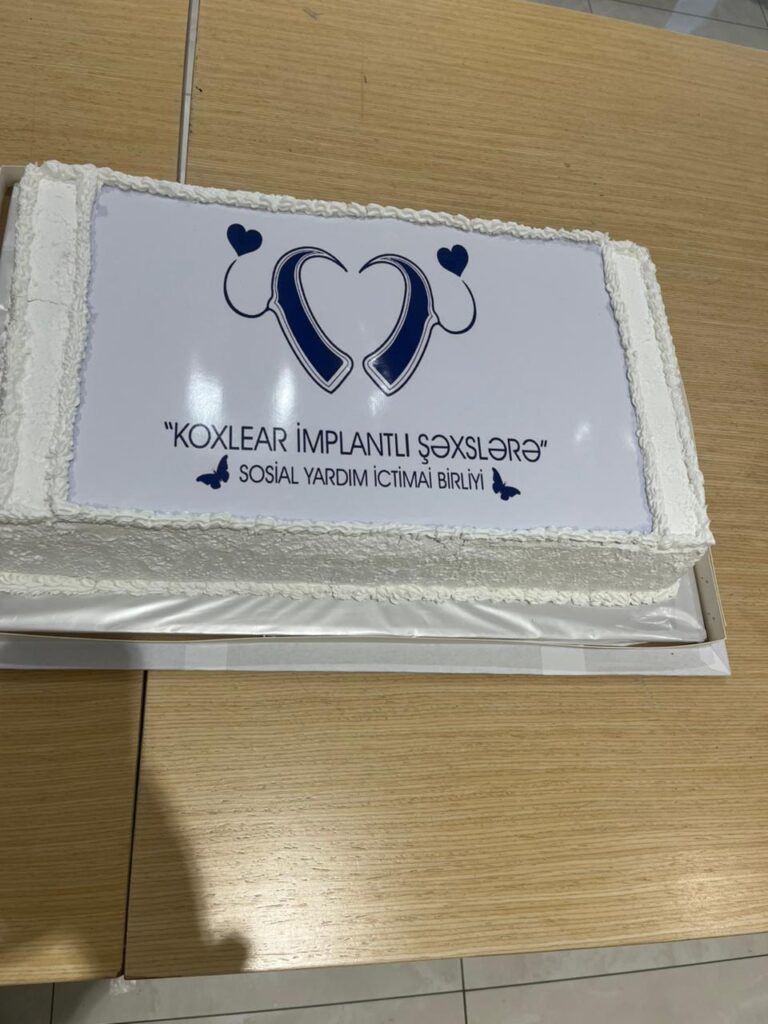 "KOXLEAR İMPLANTLI ŞƏXSLƏRƏ"
SOSİAL YARDIM İCTİMAİ BİRLİYİ